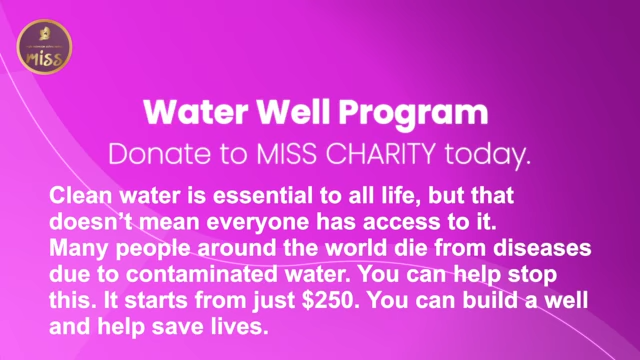 miss
Water Well Program
Donate to MISS CHARITY today.
Clean water is essential to all life, but that
doesn’t mean everyone has access to it.
Many people around the world die from diseases
due to contaminated water. You can help stop
this. It starts from just $250. You can build a well
and help save lives.